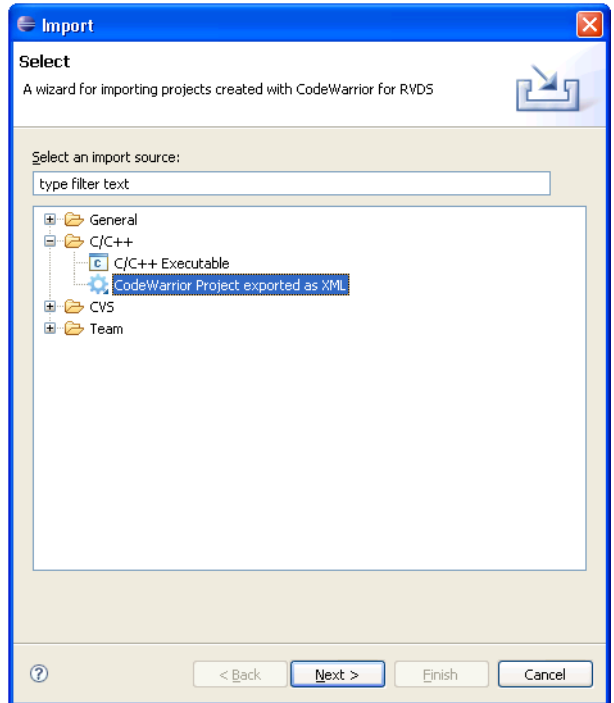 Import
Select
A wizard for importing projects created with CodeWarrior for RVDS
Select an import source:
type filter text
General
C/C++
C/C++ Executable
CodeWarrior Project exported as XML
CVS
Team
< Back Next > Finish Cancel